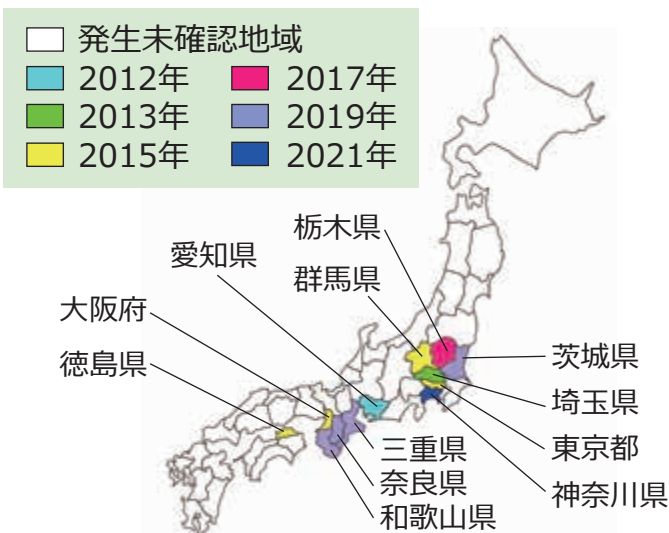 発生未確認地域
2012年 2017年
2013年 2019年
2015年 2021年
栃木県
愛知県
群馬県
大阪府
徳島県
茨城県
埼玉県
東京都
三重県
奈良県
神奈川県
和歌山県